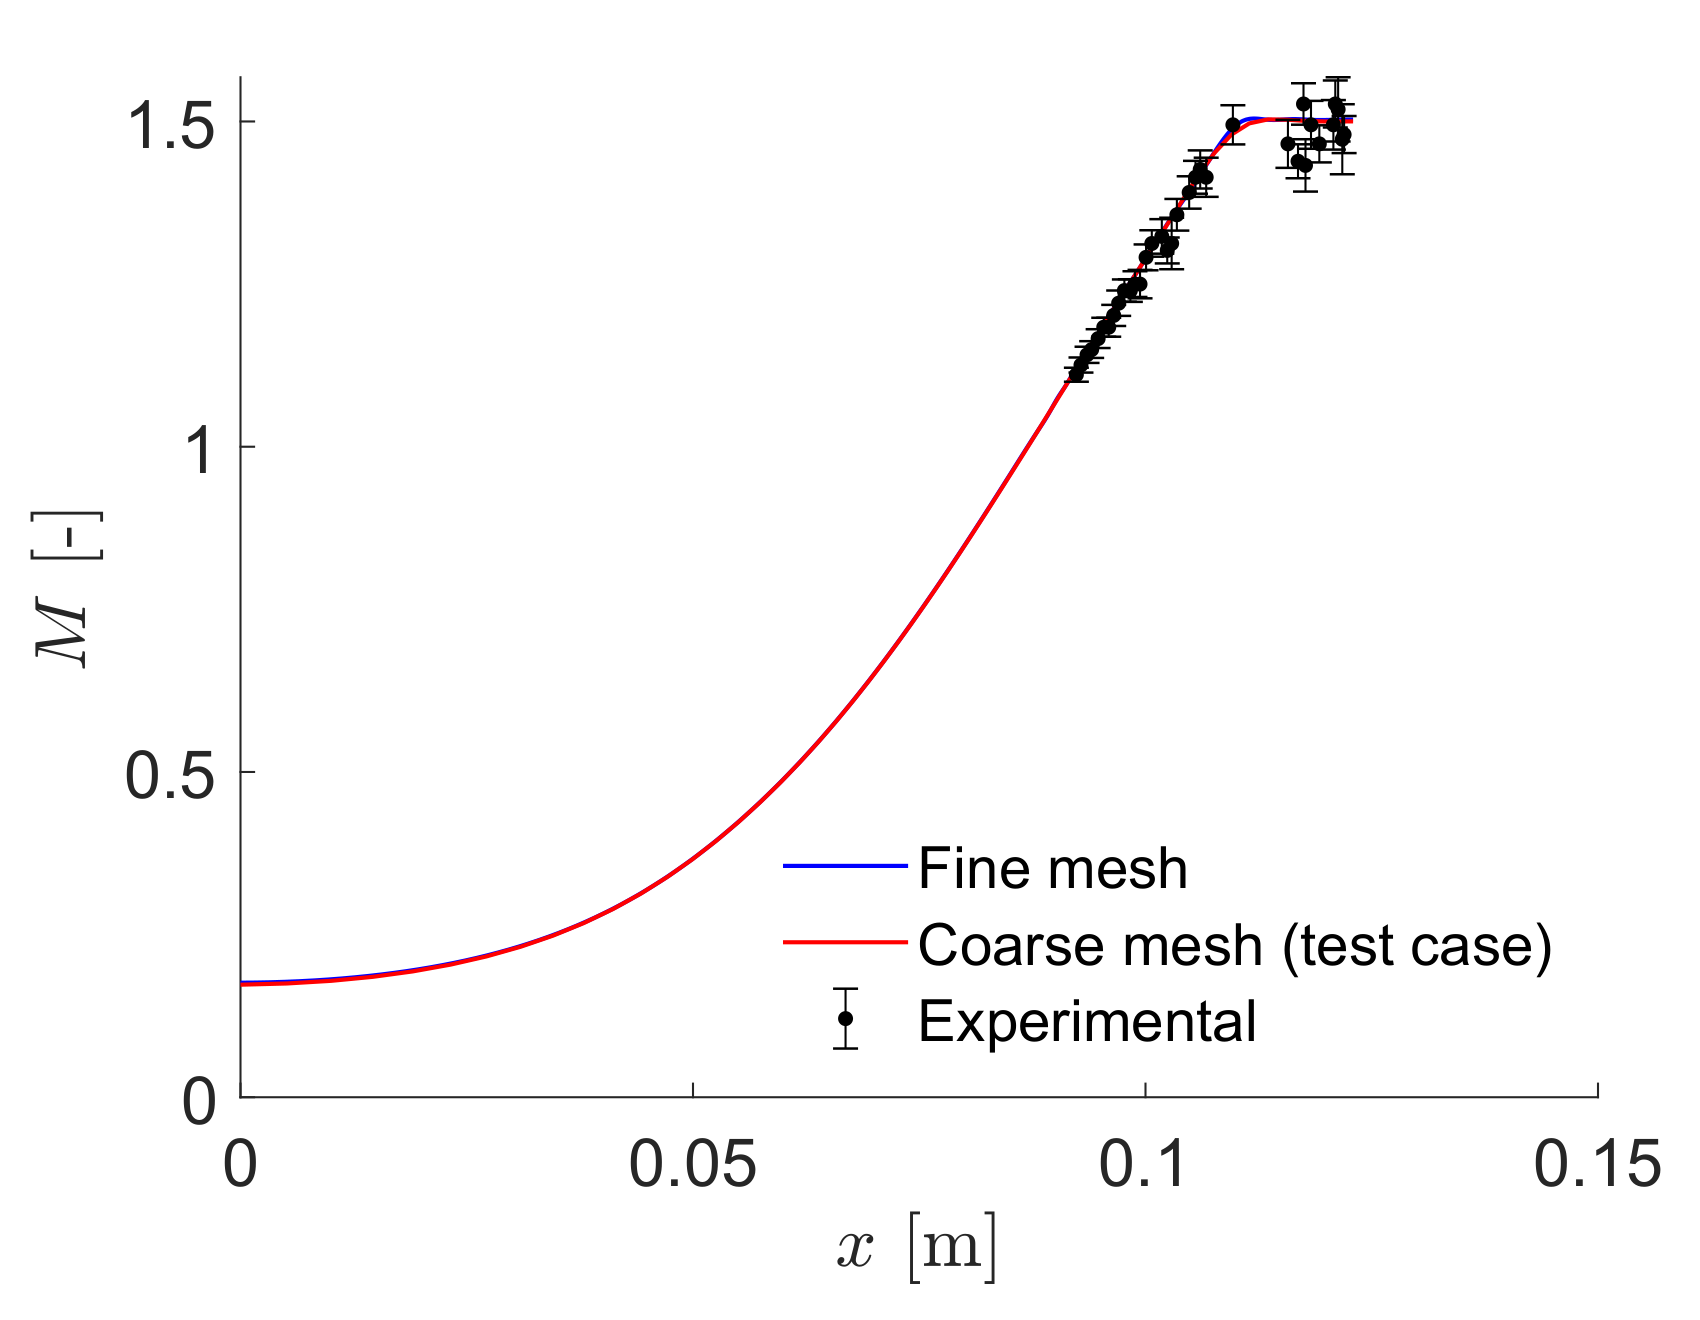 1.5
1
0.5
0
M [-]
Fine mesh
Coarse mesh (test case)
Experimental
0
0.05
0.1
0.15
x [m]